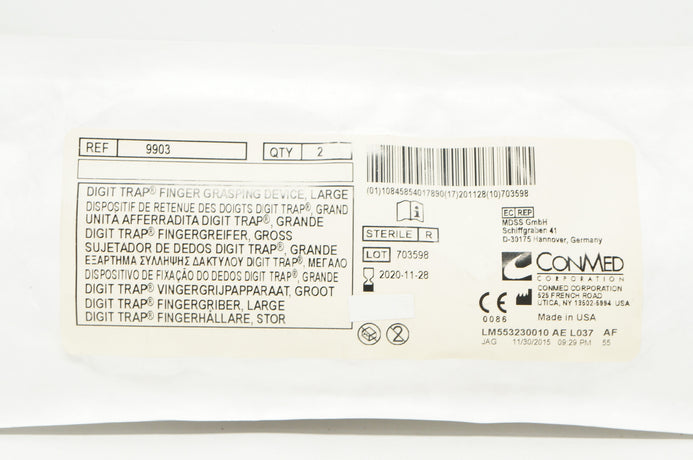 REF 9903
QTY 2
DIGIT TRAP® FINGER GRASPING DEVICE, LARGE
DISPOSITIF DE RETENUE DES DOIGTS DIGIT TRAP®, GRAND
UNITA AFFERRADITA DIGIT TRAP®, GRANDE
DIGIT TRAP® FINGERGREIFER, GROSS
SUJETADOR DE DEDOS DIGIT TRAP®, GRANDE
ΕΞΑΡΤΗΜΑ ΣΥΛΛΗΨΗΣ ΔΑΚΤΥΛΟΥ DIGIT TRAP®, ΜΕΓΑΛΟ
DISPOSITIVO DE FIXAÇÃO DO DEDOS DIGIT TRAP®, GRANDE
DIGIT TRAP® VINGERGRIJPAPPARAAT, GROOT
DIGIT TRAP® FINGERGRIBER, LARGE
DIGIT TRAP® FINGERHÅLLARE, STOR
(01)10845854017890(17)201128(10)703598
STERILE R
LOT 703598
2020-11-28
2
EC REP
MDSS GmbH
Schiffgraben 41
D-30175 Hannover, Germany
CONMED
CORPORATION
CONMED CORPORATION
525 FRENCH ROAD
UTICA, NY 13502-5994 USA
CE
0086
Made in USA
LM553230010 AE L037 AF
JAG 11/30/2015 09:29 PM 55